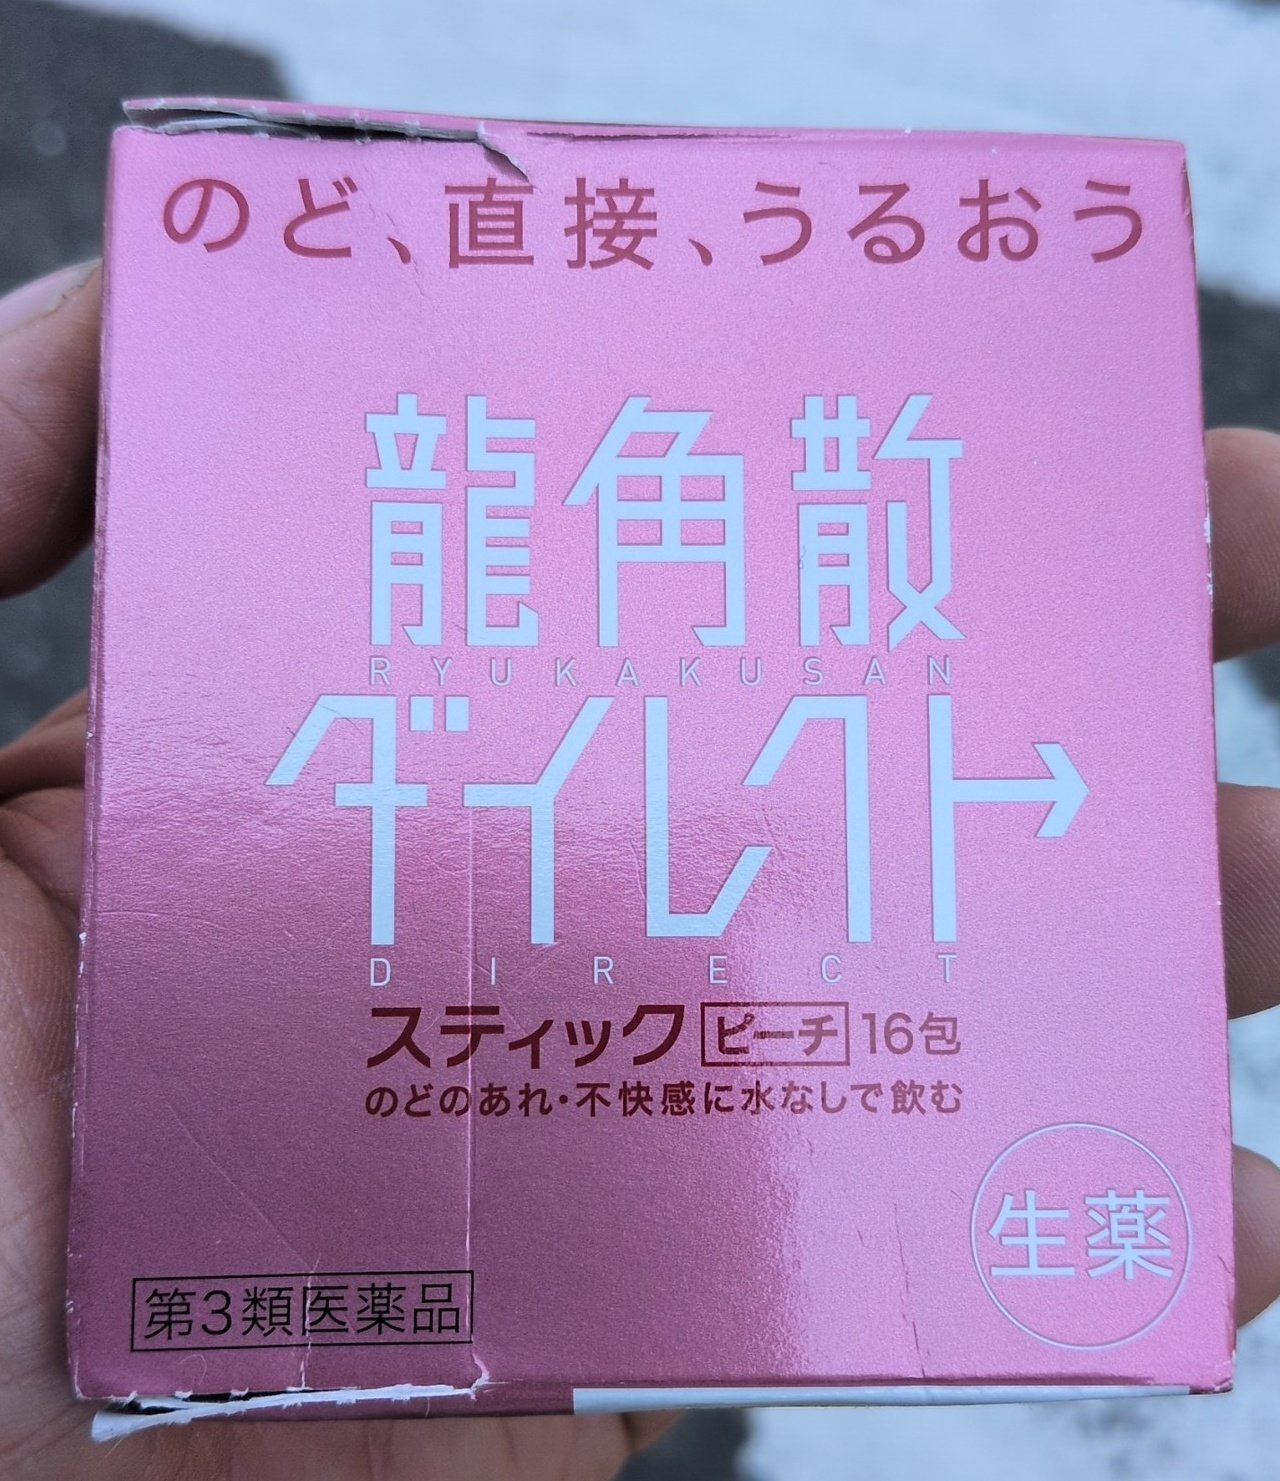 のど、直接、うるおう
龍角散
RYUKAKUSAN
ダイレクト
DIRECT
スティック ピーチ 16包
のどのあれ・不快感に水なしで飲む
生薬
第3類医薬品